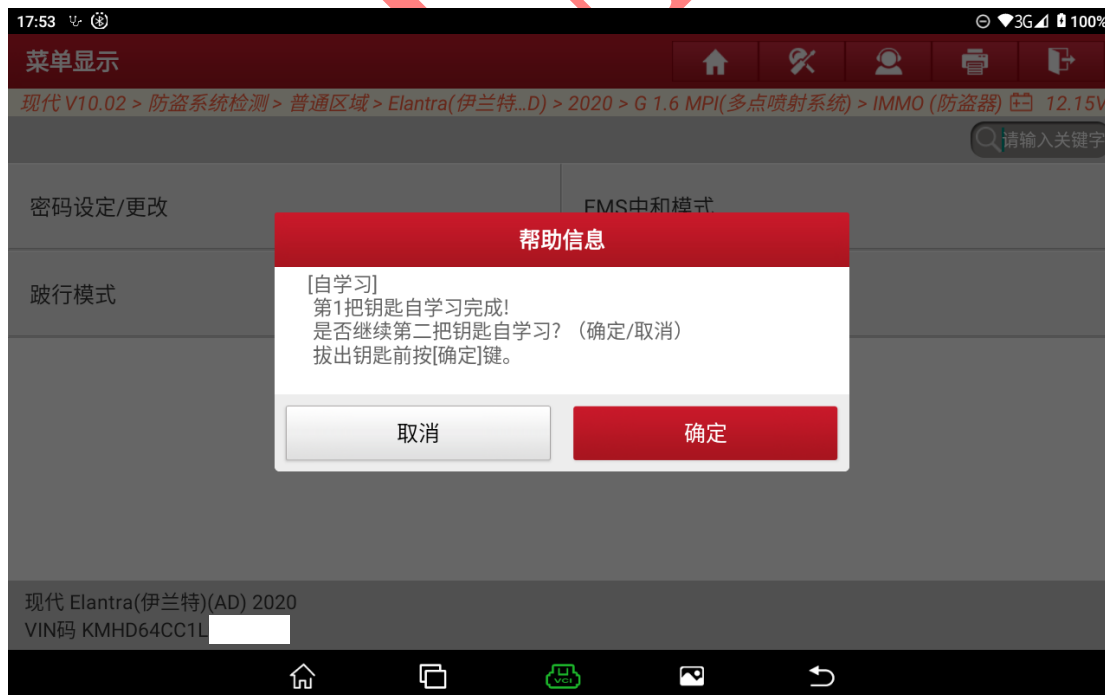 17:53
3G 100%
菜单显示
现代 V10.02 > 防盗系统检测 > 普通区域 > Elantra(伊兰特...D) > 2020 > G 1.6 MPI(多点喷射系统) > IMMO (防盗器) 12.15V
请输入关键字
密码设定/更改
EMS中和模式
跛行模式
帮助信息
[自学习]
第1把钥匙自学习完成!
是否继续第二把钥匙自学习? (确定/取消)
拔出钥匙前按[确定]键。
取消
确定
现代 Elantra(伊兰特)(AD) 2020
VIN码 KMHD64CC1L
VCI